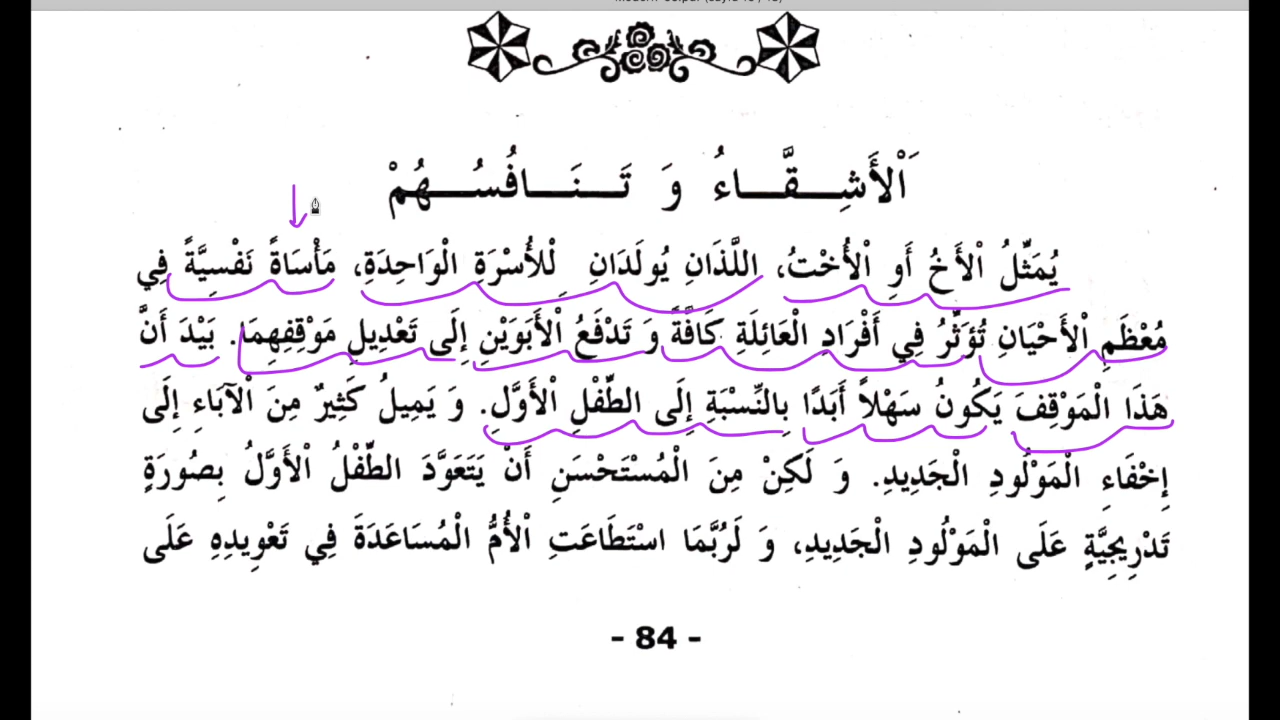 اَلْأَشِقَّاءُ وَ تَنَافُسُهُمْ
يُمَثِّلُ الْأَخُ أَوِ الْأُخْتُ، اللَّذَانِ يُولَدَانِ لِلْأُسْرَةِ الْوَاحِدَةِ، مَأْسَاةً نَفْسِيَّةً فِي
مُعْظَمِ الْأَحْيَانِ تُؤَثِّرُ فِي أَفْرَادِ الْعَائِلَةِ كَافَّةً وَ تَدْفَعُ الْأَبَوَيْنِ إِلَى تَعْدِيلِ مَوْقِفِهِمَا. بَيْدَ أَنَّ
هَذَا الْمَوْقِفَ يَكُونُ سَهْلاً أَبَدًا بِالنِّسْبَةِ إِلَى الطِّفْلِ الْأَوَّلِ. وَ يَمِيلُ كَثِيرٌ مِنَ الْآبَاءِ إِلَى
إِخْفَاءِ الْمَوْلُودِ الْجَدِيدِ. وَ لَكِنْ مِنَ الْمُسْتَحْسَنِ أَنْ يَتَعَوَّدَ الطِّفْلُ الْأَوَّلُ بِصُورَةٍ
تَدْرِيجِيَّةٍ عَلَى الْمَوْلُودِ الْجَدِيدِ، وَ لَرُبَّمَا اسْتَطَاعَتِ الْأُمُّ الْمُسَاعَدَةَ فِي تَعْوِيدِهِ عَلَى
- 84 -